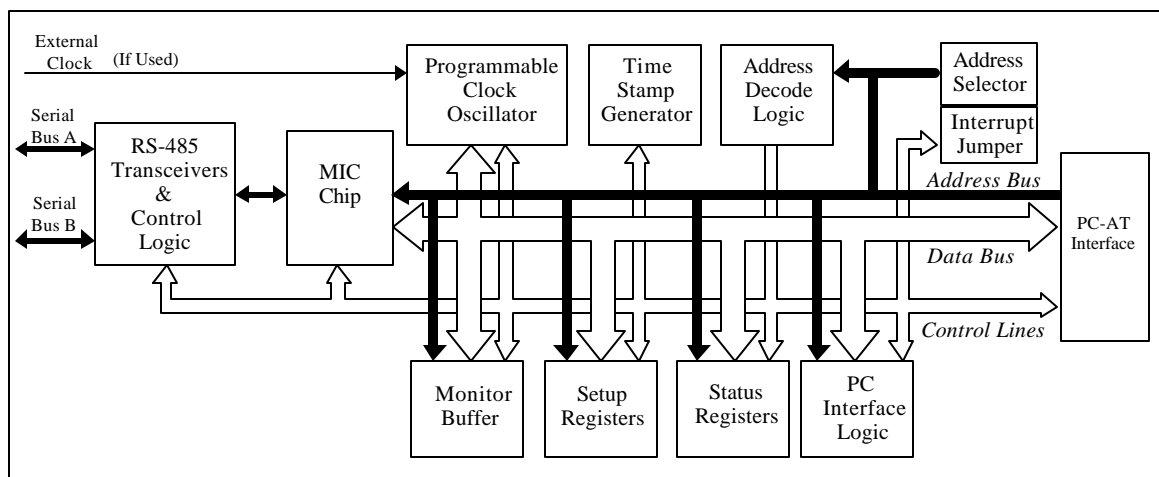 External
Clock
(If Used)
Programmable
Clock
Oscillator
Time
Stamp
Generator
Address
Decode
Logic
Address
Selector
Interrupt
Jumper
Serial
Bus A
RS-485
Transceivers
&
Control
Logic
MIC
Chip
Address Bus
Serial
Bus B
PC-AT
Interface
Data Bus
Control Lines
Monitor
Buffer
Setup
Registers
Status
Registers
PC
Interface
Logic